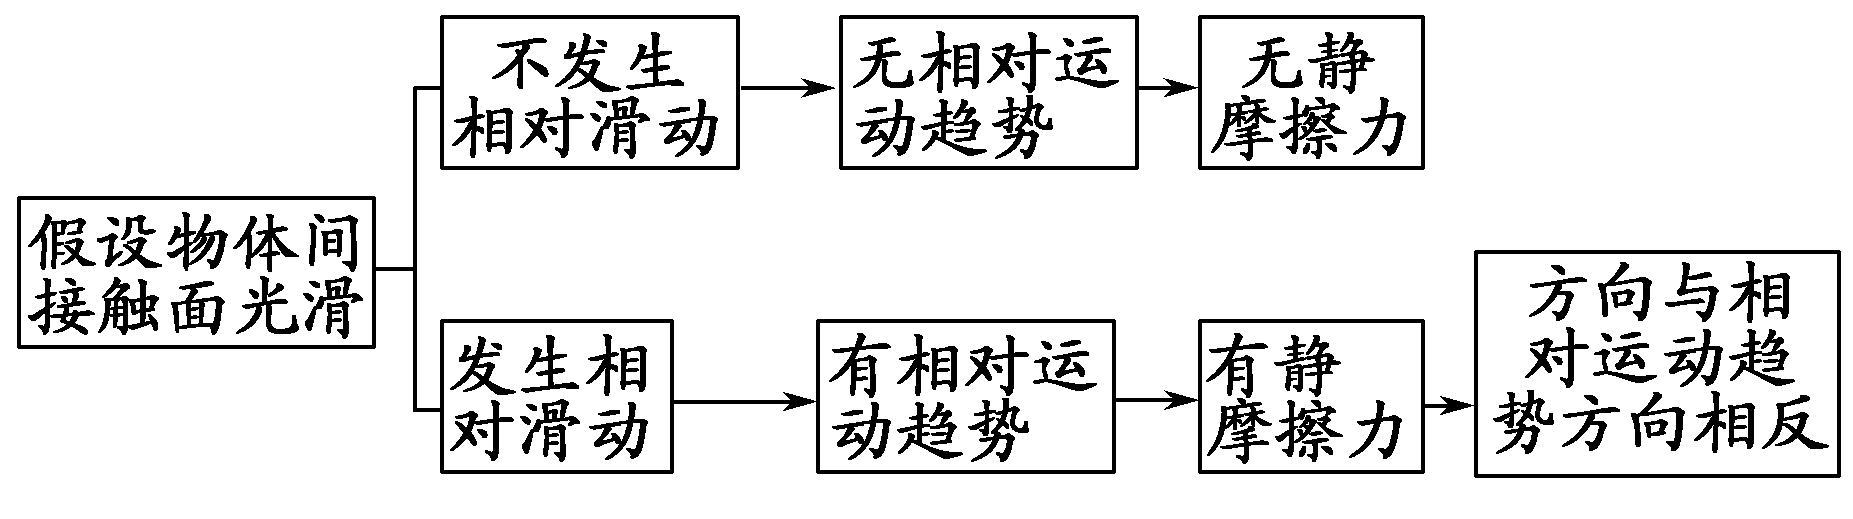 假设物体间
接触面光滑
不发生
相对滑动
无相对运
动趋势
无静
摩擦力
发生相
对滑动
有相对运
动趋势
有静
摩擦力
方向与相
对运动趋
势方向相反